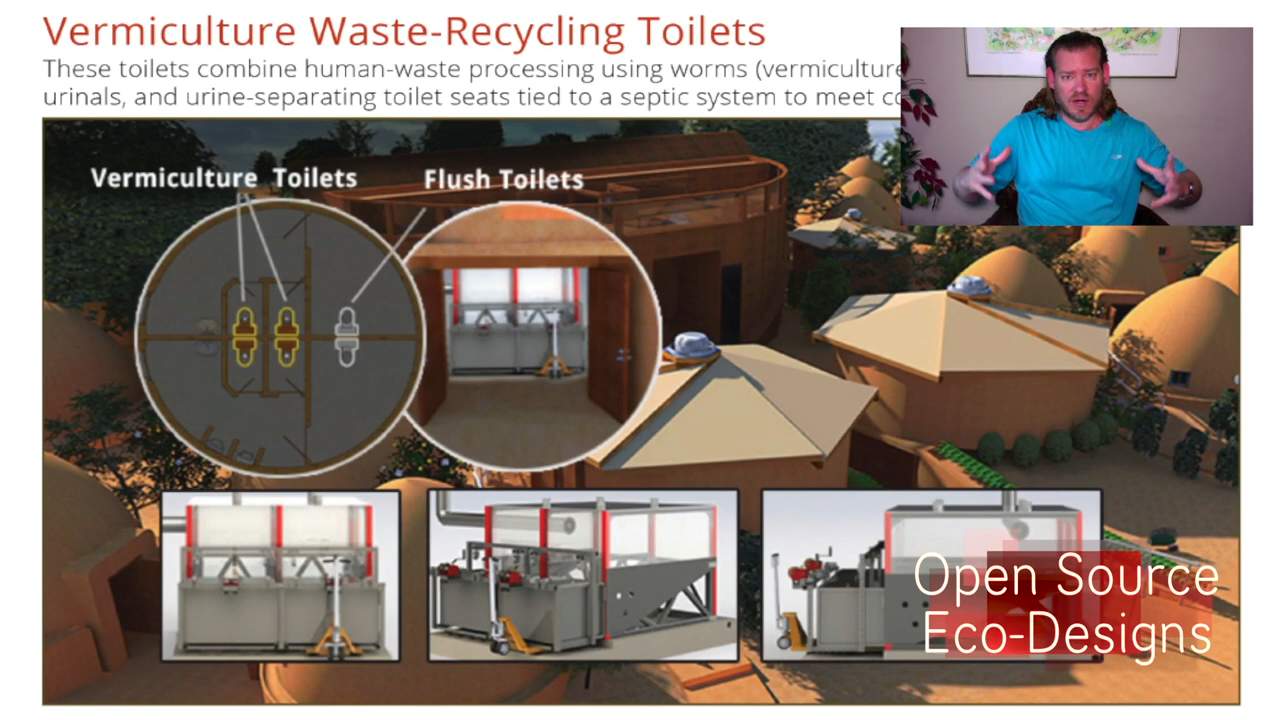 Vermiculture Waste-Recycling Toilets
These toilets combine human-waste processing using worms (vermiculture
urinals, and urine-separating toilet seats tied to a septic system to meet
Vermiculture Toilets
Flush Toilets
Open Source
Eco-Designs